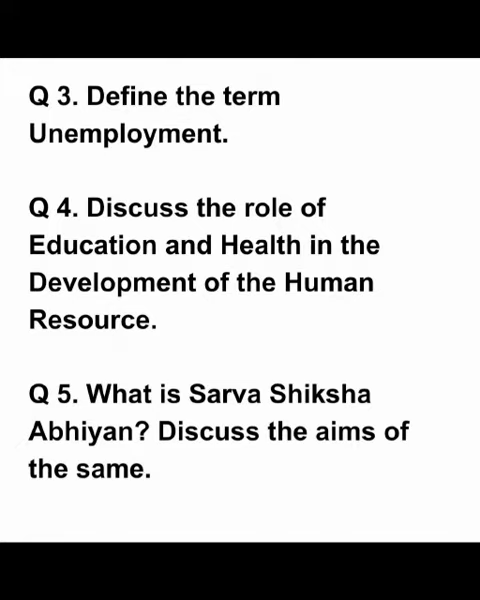 Q 3. Define the term
Unemployment.
Q 4. Discuss the role of
Education and Health in the
Development of the Human
Resource.
Q 5. What is Sarva Shiksha
Abhiyan? Discuss the aims of
the same.